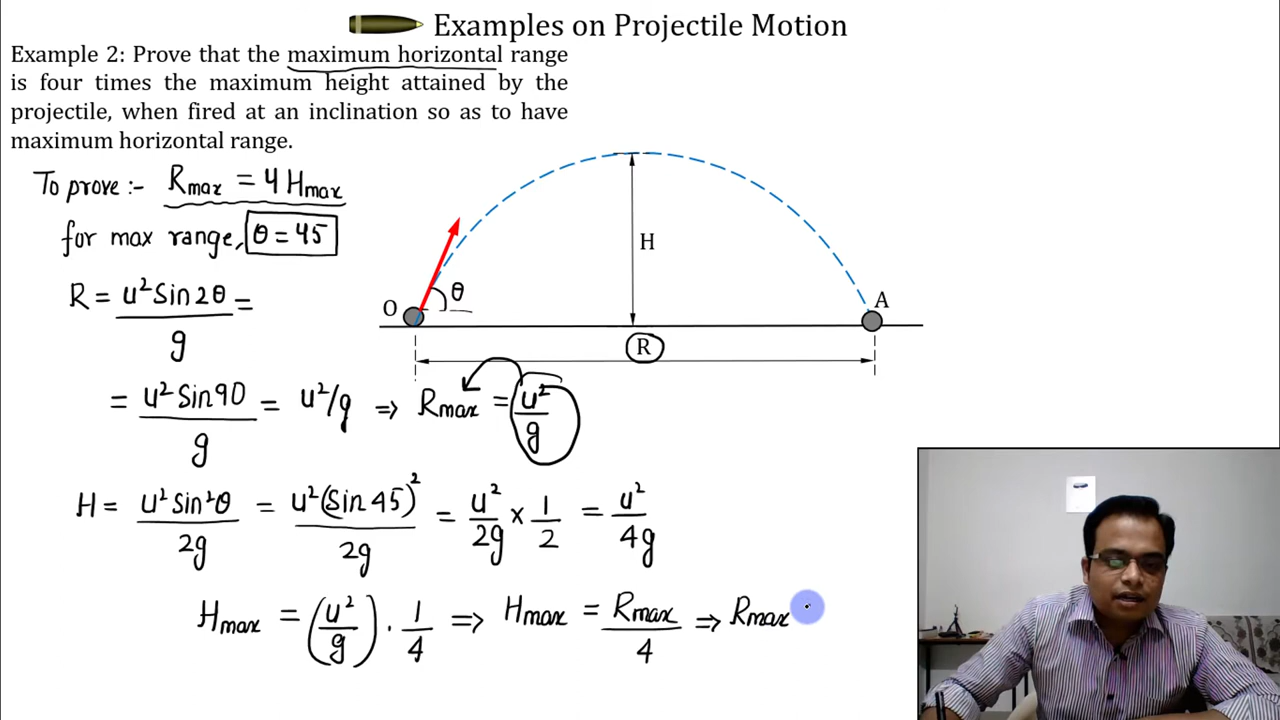 Examples on Projectile Motion
Example 2: Prove that the maximum horizontal range
is four times the maximum height attained by the
projectile, when fired at an inclination so as to have
maximum horizontal range.
To prove :- Rmax = 4 Hmax
for max range, θ = 45
R = u² Sin 2θ / g =
= u² Sin 90 / g = u²/g ⇒ Rmax = u² / g
H = u² Sin²θ / 2g = u² (Sin 45)² / 2g = u² / 2g × 1 / 2 = u² / 4g
Hmax = (u² / g) . 1 / 4 ⇒ Hmax = Rmax / 4 ⇒ Rmax
H
θ
O
A
R